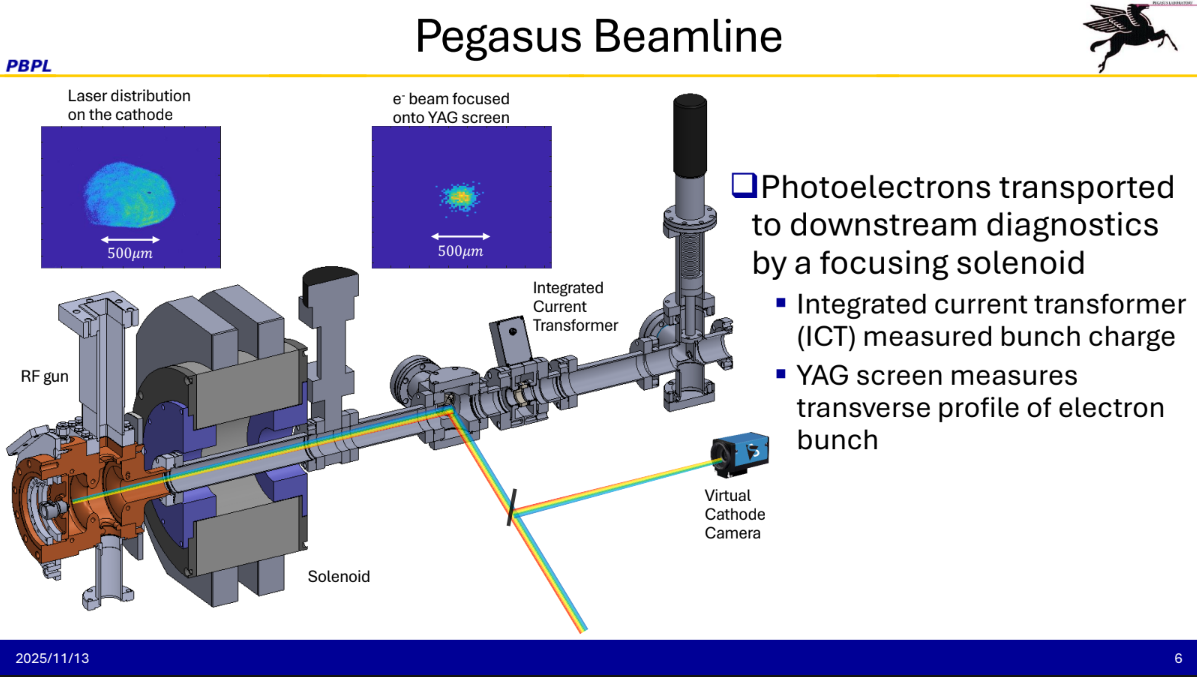 Pegasus Beamline
PBPL
Laser distribution
on the cathode
500μm
e- beam focused
onto YAG screen
500μm
Integrated
Current
Transformer
RF gun
Solenoid
Virtual
Cathode
Camera
Photoelectrons transported
to downstream diagnostics
by a focusing solenoid
Integrated current transformer
(ICT) measured bunch charge
YAG screen measures
transverse profile of electron
bunch
2025/11/13
6